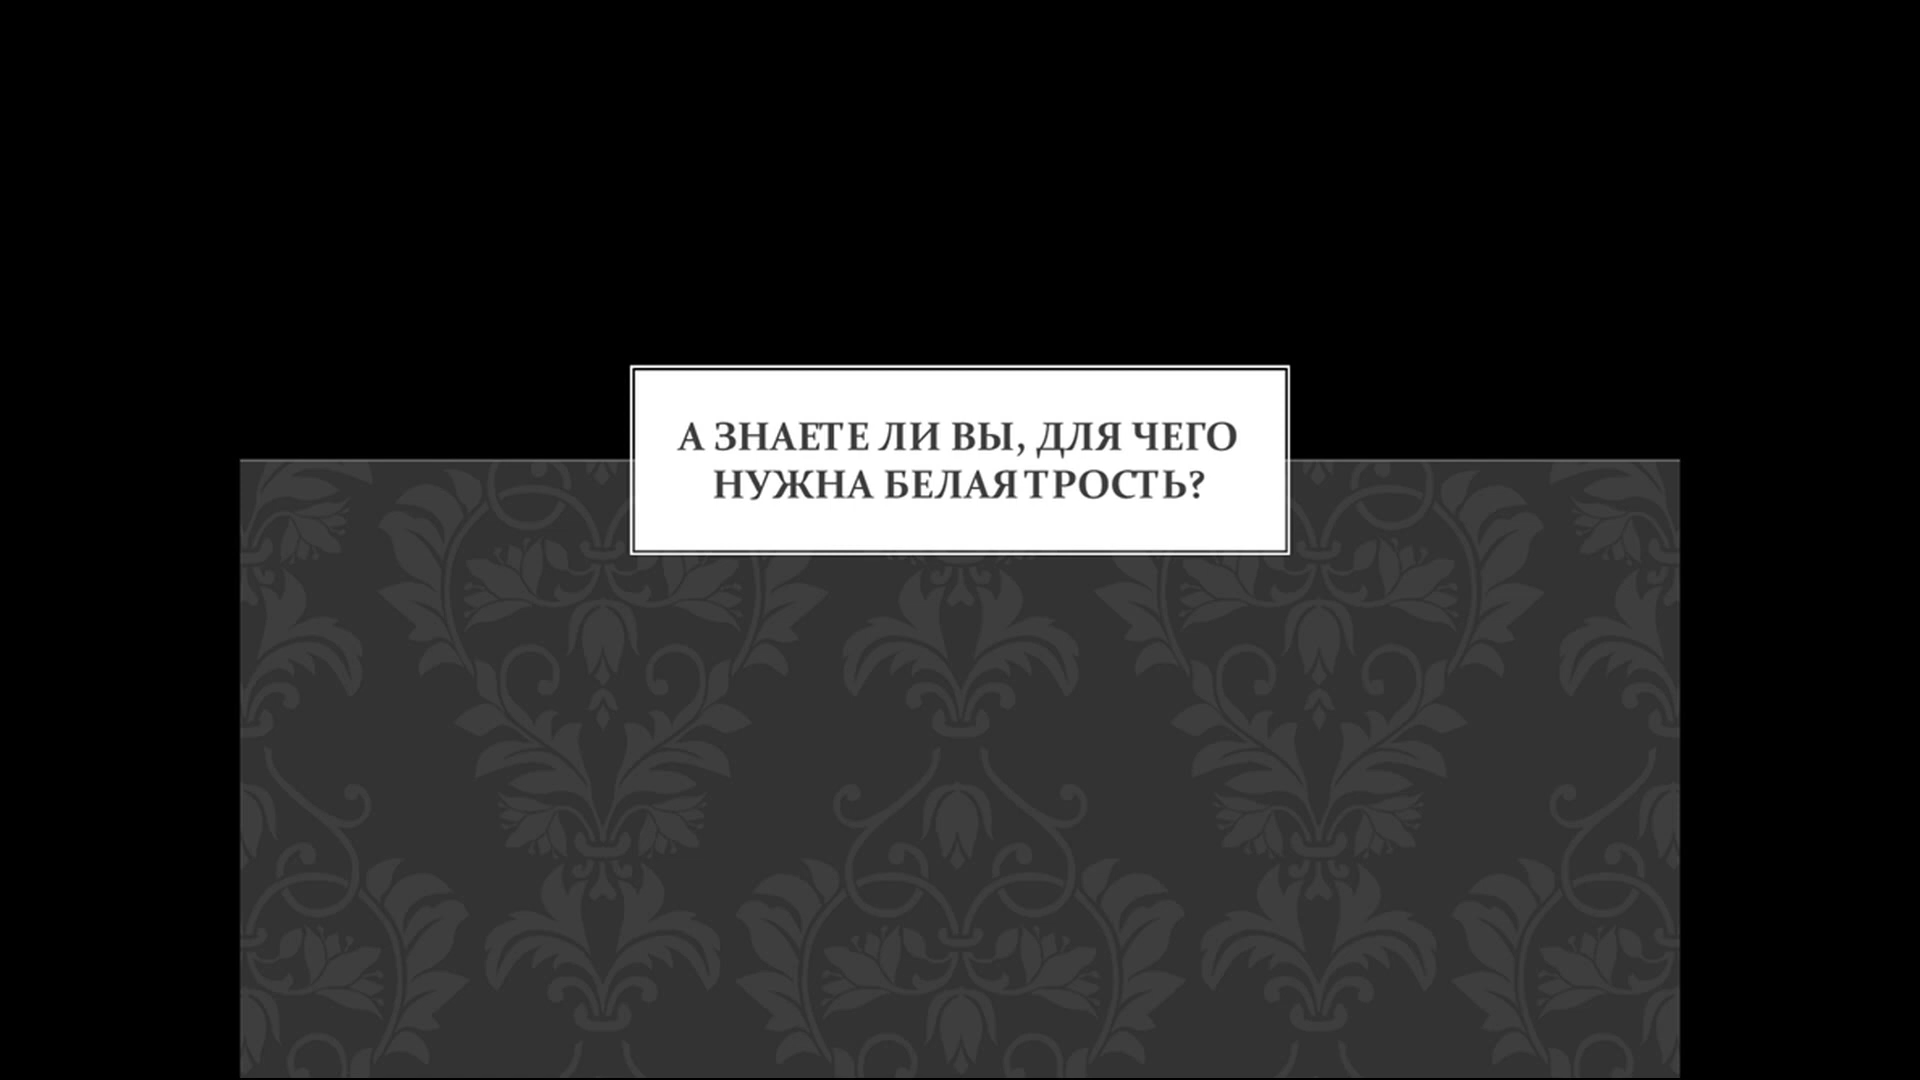 А ЗНАЕТЕ ЛИ ВЫ, ДЛЯ ЧЕГО
НУЖНА БЕЛАЯ ТРОСТЬ?